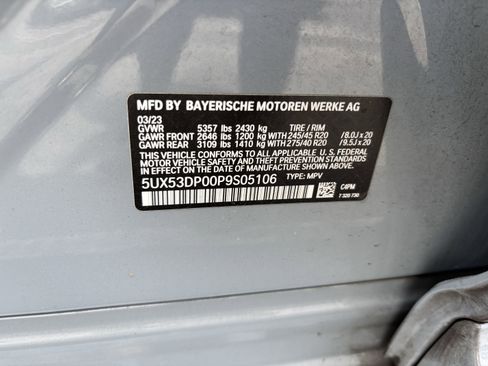 MFD BY BAYERISCHE MOTOREN WERKE AG
03/23
GVWR 5357 lbs 2430 kg TIRE / RIM
GAWR FRONT 2646 lbs 1200 kg WITH 245/45 R20 /8.0J x 20
GAWR REAR 3109 lbs 1410 kg WITH 275/40 R20 /9.5J x 20
THIS VEHICLE CONFORMS TO ALL APPLICABLE
U.S. FEDERAL MOTOR VEHICLE SAFETY
AND THEFT PREVENTION STANDARDS IN EFFECT ON
THE DATE OF MANUFACTURE SHOWN ABOVE.
5UX53DP00P9S05106 TYPE: MPV
C4PM
T 320 730